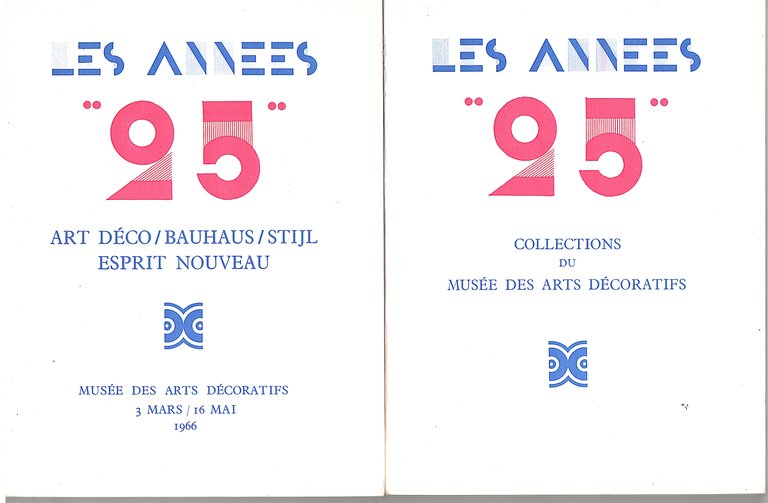 LES ANNEES
"25"
ART DÉCO/BAUHAUS/STIJL
ESPRIT NOUVEAU
MUSÉE DES ARTS DÉCORATIFS
3 MARS/16 MAI
1966
LES ANNEES
"25"
COLLECTIONS
DU
MUSÉE DES ARTS DÉCORATIFS